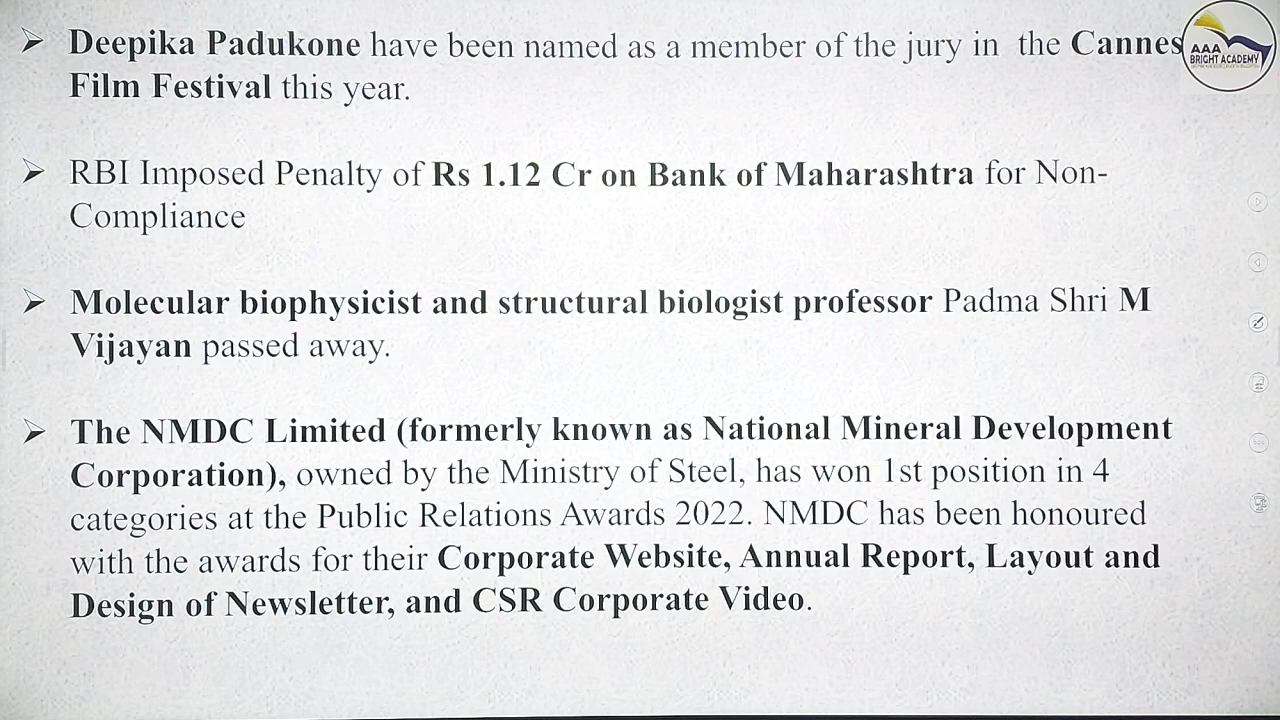 Deepika Padukone have been named as a member of the jury in the Cannes
Film Festival this year.
RBI Imposed Penalty of Rs 1.12 Cr on Bank of Maharashtra for Non-
Compliance
Molecular biophysicist and structural biologist professor Padma Shri M
Vijayan passed away.
The NMDC Limited (formerly known as National Mineral Development
Corporation), owned by the Ministry of Steel, has won 1st position in 4
categories at the Public Relations Awards 2022. NMDC has been honoured
with the awards for their Corporate Website, Annual Report, Layout and
Design of Newsletter, and CSR Corporate Video.
AAA
BRIGHT ACADEMY